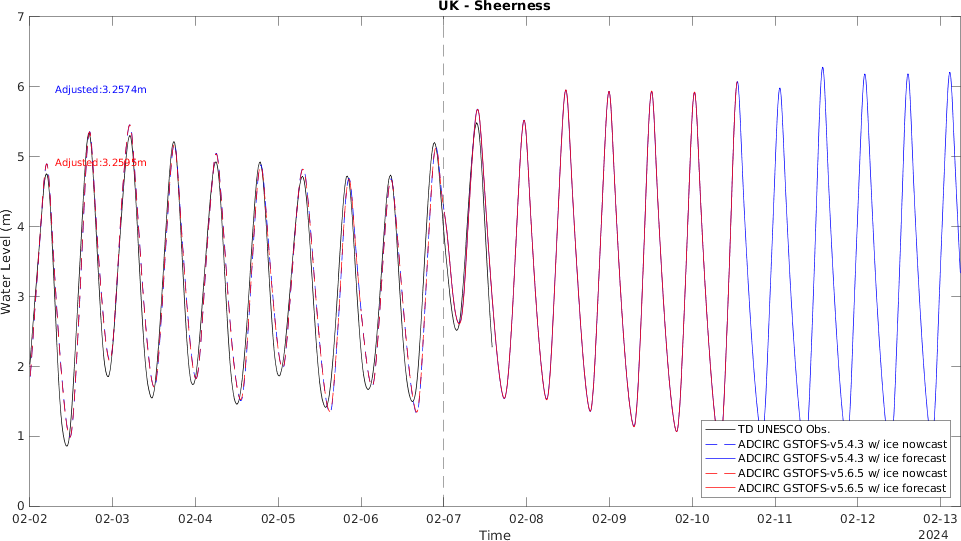 UK - Sheerness
7
6
5
4
3
2
1
0
Water Level (m)
Adjusted:3.2574m
Adjusted:3.2595m
TD UNESCO Obs.
ADCIRC GSTOFS-v5.4.3 w/ ice nowcast
ADCIRC GSTOFS-v5.4.3 w/ ice forecast
ADCIRC GSTOFS-v5.6.5 w/ ice nowcast
ADCIRC GSTOFS-v5.6.5 w/ ice forecast
02-02 02-03 02-04 02-05 02-06 02-07 02-08 02-09 02-10 02-11 02-12 02-13
Time
2024